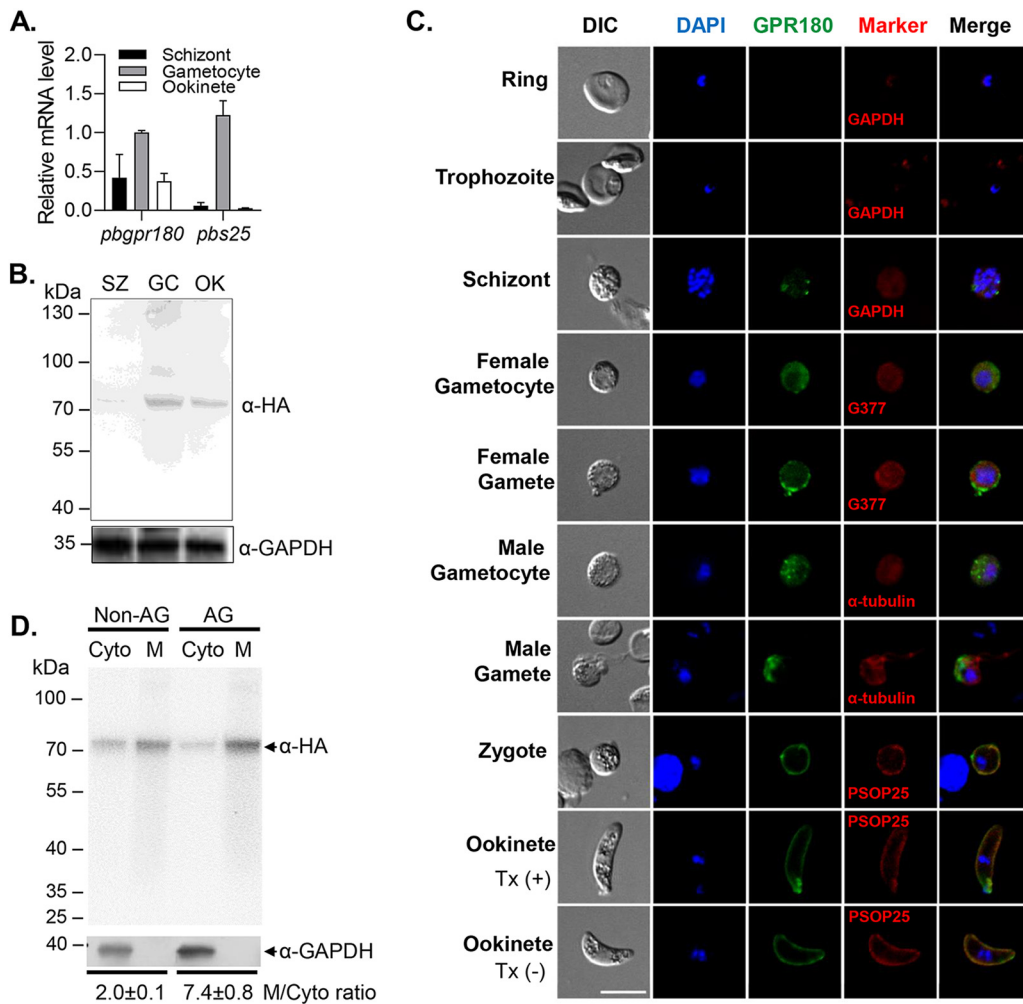 A.
Relative mRNA level
2.0
1.5
1.0
0.5
0.0
Schizont
Gametocyte
Ookinete
pbgpr180 pbs25
B.
kDa SZ GC OK
130
100
70
55
40
35
α-HA
α-GAPDH
D.
Non-AG AG
Cyto M Cyto M
kDa
100
70
55
40
35
25
40
α-HA
α-GAPDH
2.0±0.1 7.4±0.8 M/Cyto ratio
C.
DIC DAPI GPR180 Marker Merge
Ring
GAPDH
Trophozoite
GAPDH
Schizont
GAPDH
Female
Gametocyte
G377
Female
Gamete
G377
Male
Gametocyte
α-tubulin
Male
Gamete
α-tubulin
Zygote
PSOP25
Ookinete
Tx (+)
PSOP25
Ookinete
Tx (-)
PSOP25